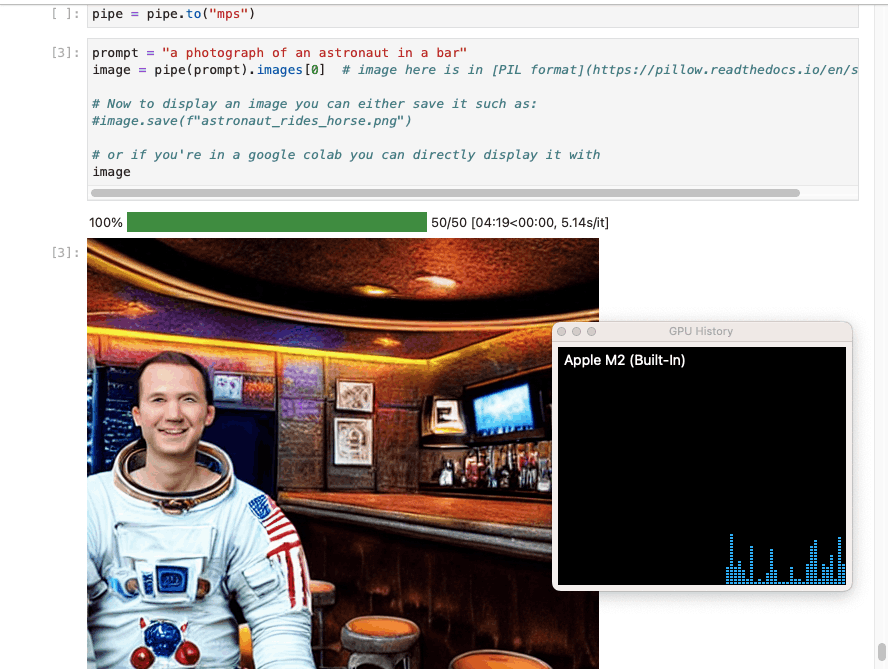 [ ]: pipe = pipe.to("mps")
[3]: prompt = "a photograph of an astronaut in a bar"
image = pipe(prompt).images[0]  # image here is in [PIL format](https://pillow.readthedocs.io/en/s
# Now to display an image you can either save it such as:
#image.save(f"astronaut_rides_horse.png")
# or if you're in a google colab you can directly display it with
image
100% 50/50 [04:19<00:00, 5.14s/it]
[3]:
GPU History
Apple M2 (Built-In)